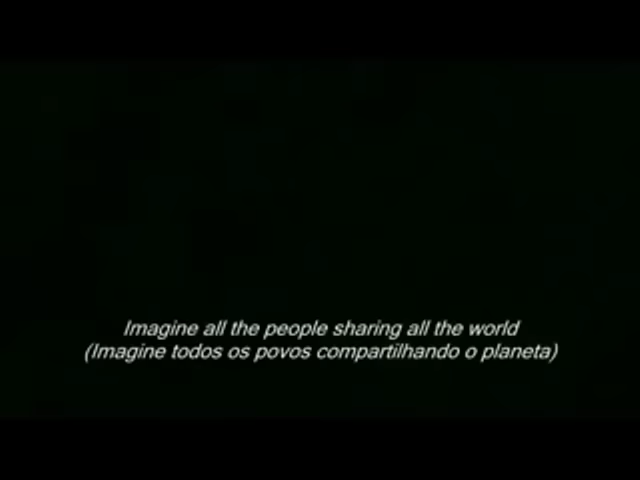 Imagine all the people sharing all the world
(Imagine todos os povos compartilhando o planeta)